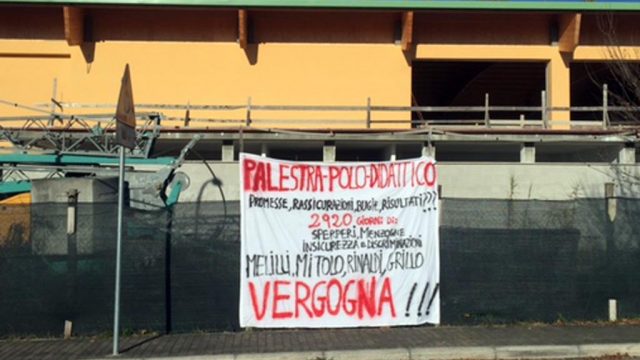 PALESTRA-POLO-DIDATTICO
PROMESSE, RASSICURAZIONI, BUGIE, RISULTATI???
2920 GIORNI DI:
SPERPERI, MENZOGNE
INSICUREZZA E DISCRIMINAZIONI
MELILLI, MITOLO, RINALDI, GRILLO
VERGOGNA!!!